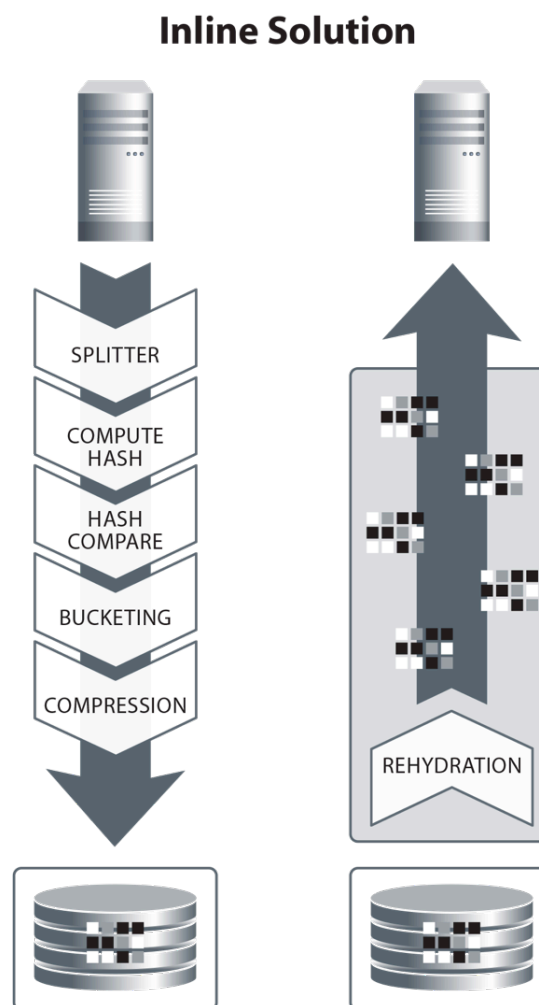 Inline Solution
SPLITTER
COMPUTE
HASH
HASH
COMPARE
BUCKETING
COMPRESSION
REHYDRATION